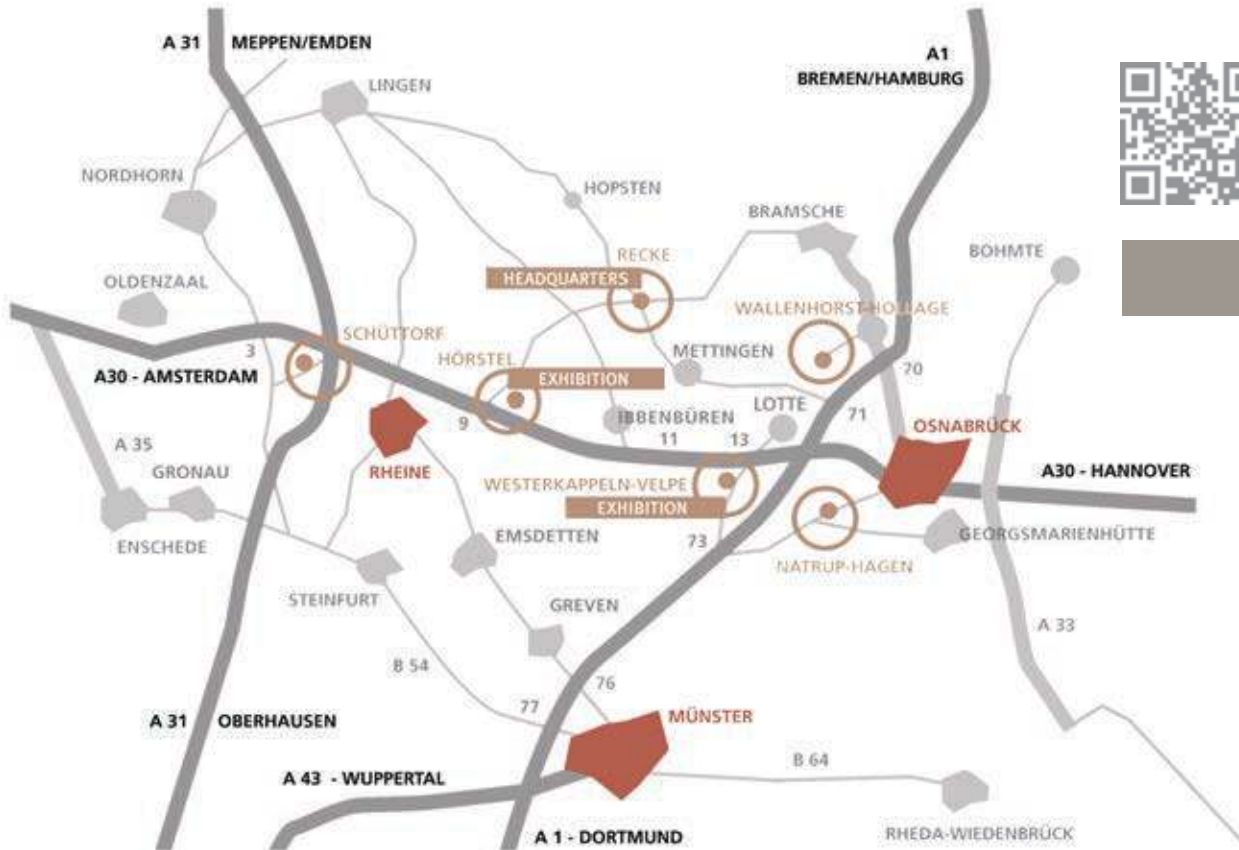 A 31
MEPPEN/EMDEN
A1
BREMEN/HAMBURG
LINGEN
NORDHORN
HOPSTEN
BRAMSCHE
BOHMTE
RECKE
HEADQUARTERS
OLDENZAAL
WALLENHORST-HOLLAGE
SCHÜTTORF
3
HÖRSTEL
METTINGEN
A30 - AMSTERDAM
EXHIBITION
70
9
IBBENBÜREN
LOTTE
71
OSNABRÜCK
A 35
11
13
GRONAU
RHEINE
A30 - HANNOVER
WESTERKAPPELN-VELPE
EXHIBITION
ENSCHEDE
EMSDETTEN
73
GEORGSMARIENHÜTTE
NATRUP-HAGEN
STEINFURT
GREVEN
A 33
B 54
76
77
A 31
OBERHAUSEN
MÜNSTER
A 43 - WUPPERTAL
B 64
A 1 - DORTMUND
RHEDA-WIEDENBRÜCK